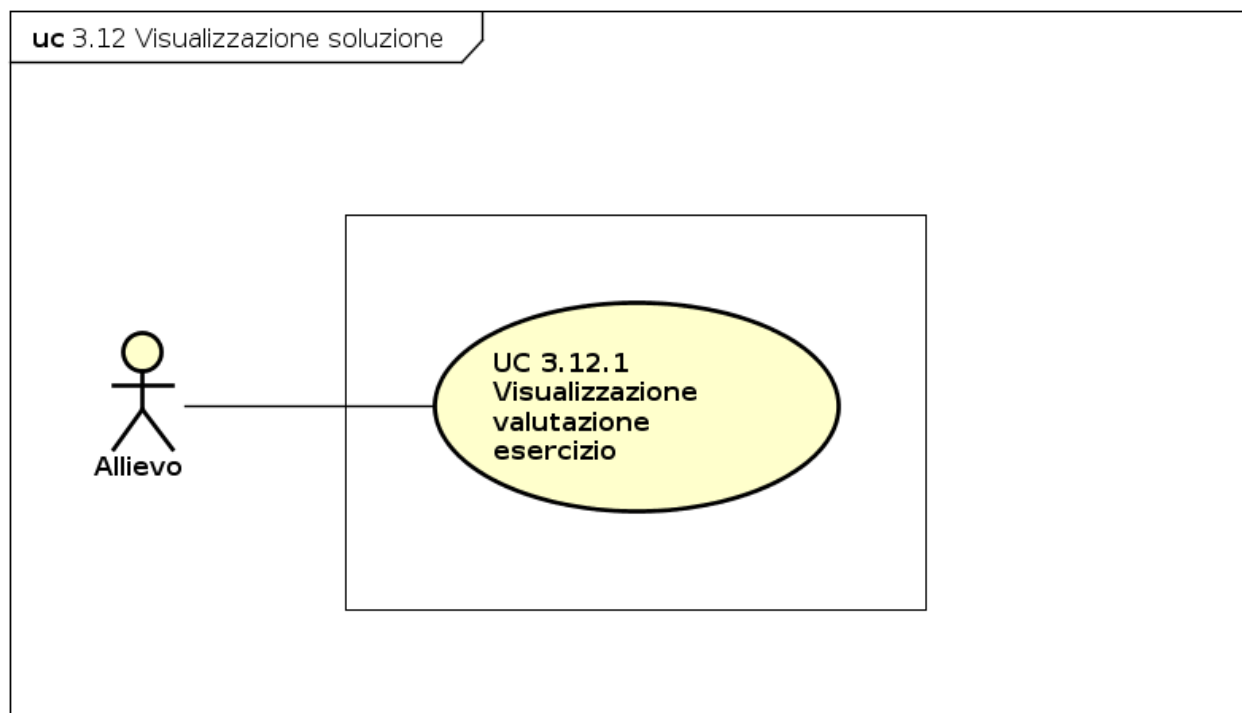 uc 3.12 Visualizzazione soluzione
UC 3.12.1
Visualizzazione
valutazione
esercizio
Allievo